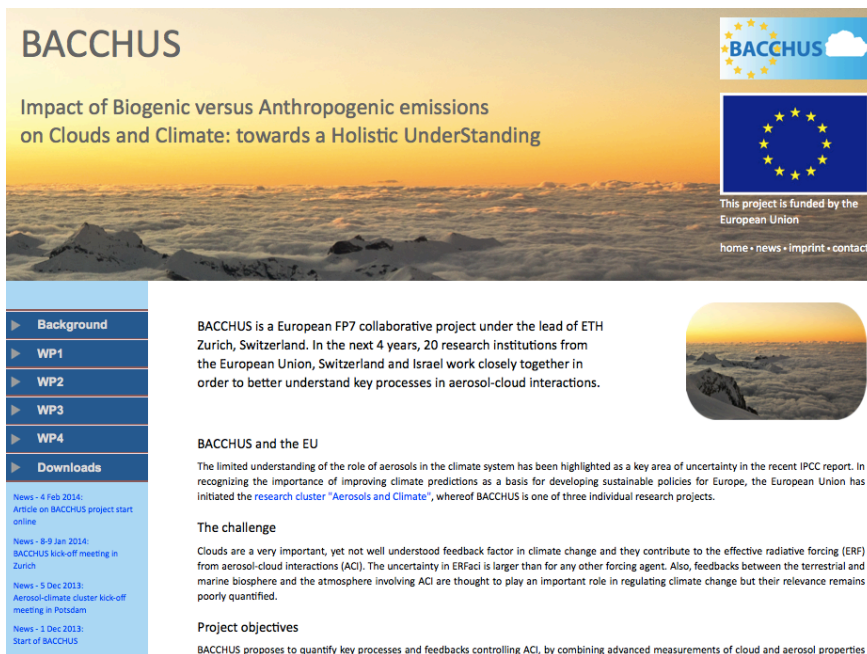 BACCHUS
Impact of Biogenic versus Anthropogenic emissions
on Clouds and Climate: towards a Holistic UnderStanding
BACCHUS
This project is funded by the
European Union
home • news • imprint • contact
Background
WP1
WP2
WP3
WP4
Downloads
News - 4 Feb 2014:
Article on BACCHUS project start
online
News - 8-9 Jan 2014:
BACCHUS kick-off meeting in
Zurich
News - 5 Dec 2013:
Aerosol-climate cluster kick-off
meeting in Potsdam
News - 1 Dec 2013:
Start of BACCHUS
BACCHUS is a European FP7 collaborative project under the lead of ETH
Zurich, Switzerland. In the next 4 years, 20 research institutions from
the European Union, Switzerland and Israel work closely together in
order to better understand key processes in aerosol-cloud interactions.
BACCHUS and the EU
The limited understanding of the role of aerosols in the climate system has been highlighted as a key area of uncertainty in the recent IPCC report. In
recognizing the importance of improving climate predictions as a basis for developing sustainable policies for Europe, the European Union has
initiated the research cluster "Aerosols and Climate", whereof BACCHUS is one of three individual research projects.
The challenge
Clouds are a very important, yet not well understood feedback factor in climate change and they contribute to the effective radiative forcing (ERF)
from aerosol-cloud interactions (ACI). The uncertainty in ERFaci is larger than for any other forcing agent. Also, feedbacks between the terrestrial and
marine biosphere and the atmosphere involving ACI are thought to play an important role in regulating climate change but their relevance remains
poorly quantified.
Project objectives
BACCHUS proposes to quantify key processes and feedbacks controlling ACI, by combining advanced measurements of cloud and aerosol properties